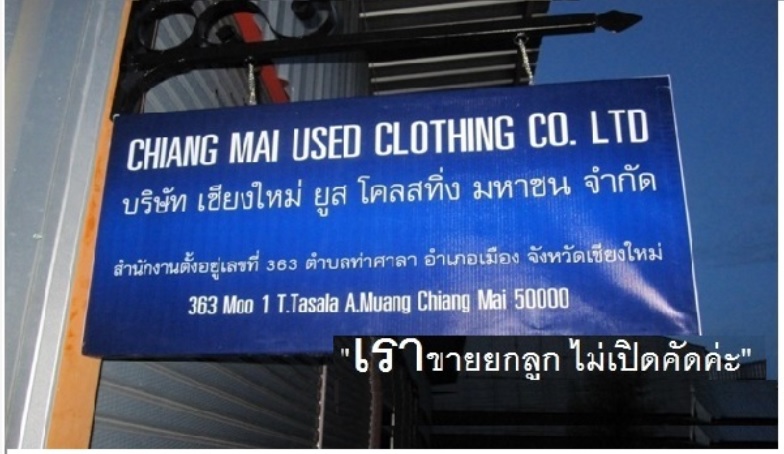 CHIANG MAI USED CLOTHING CO. LTD
บริษัท เชียงใหม่ ยูส โคลสทิ่ง มหาชน จำกัด
สำนักงานตั้งอยู่เลขที่ 363 ตำบลท่าศาลา อำเภอเมือง จังหวัดเชียงใหม่
363 Moo 1 T.Tasala A.Muang Chiang Mai 50000
"เราขายยกลูก ไม่เปิดคัดค่ะ"